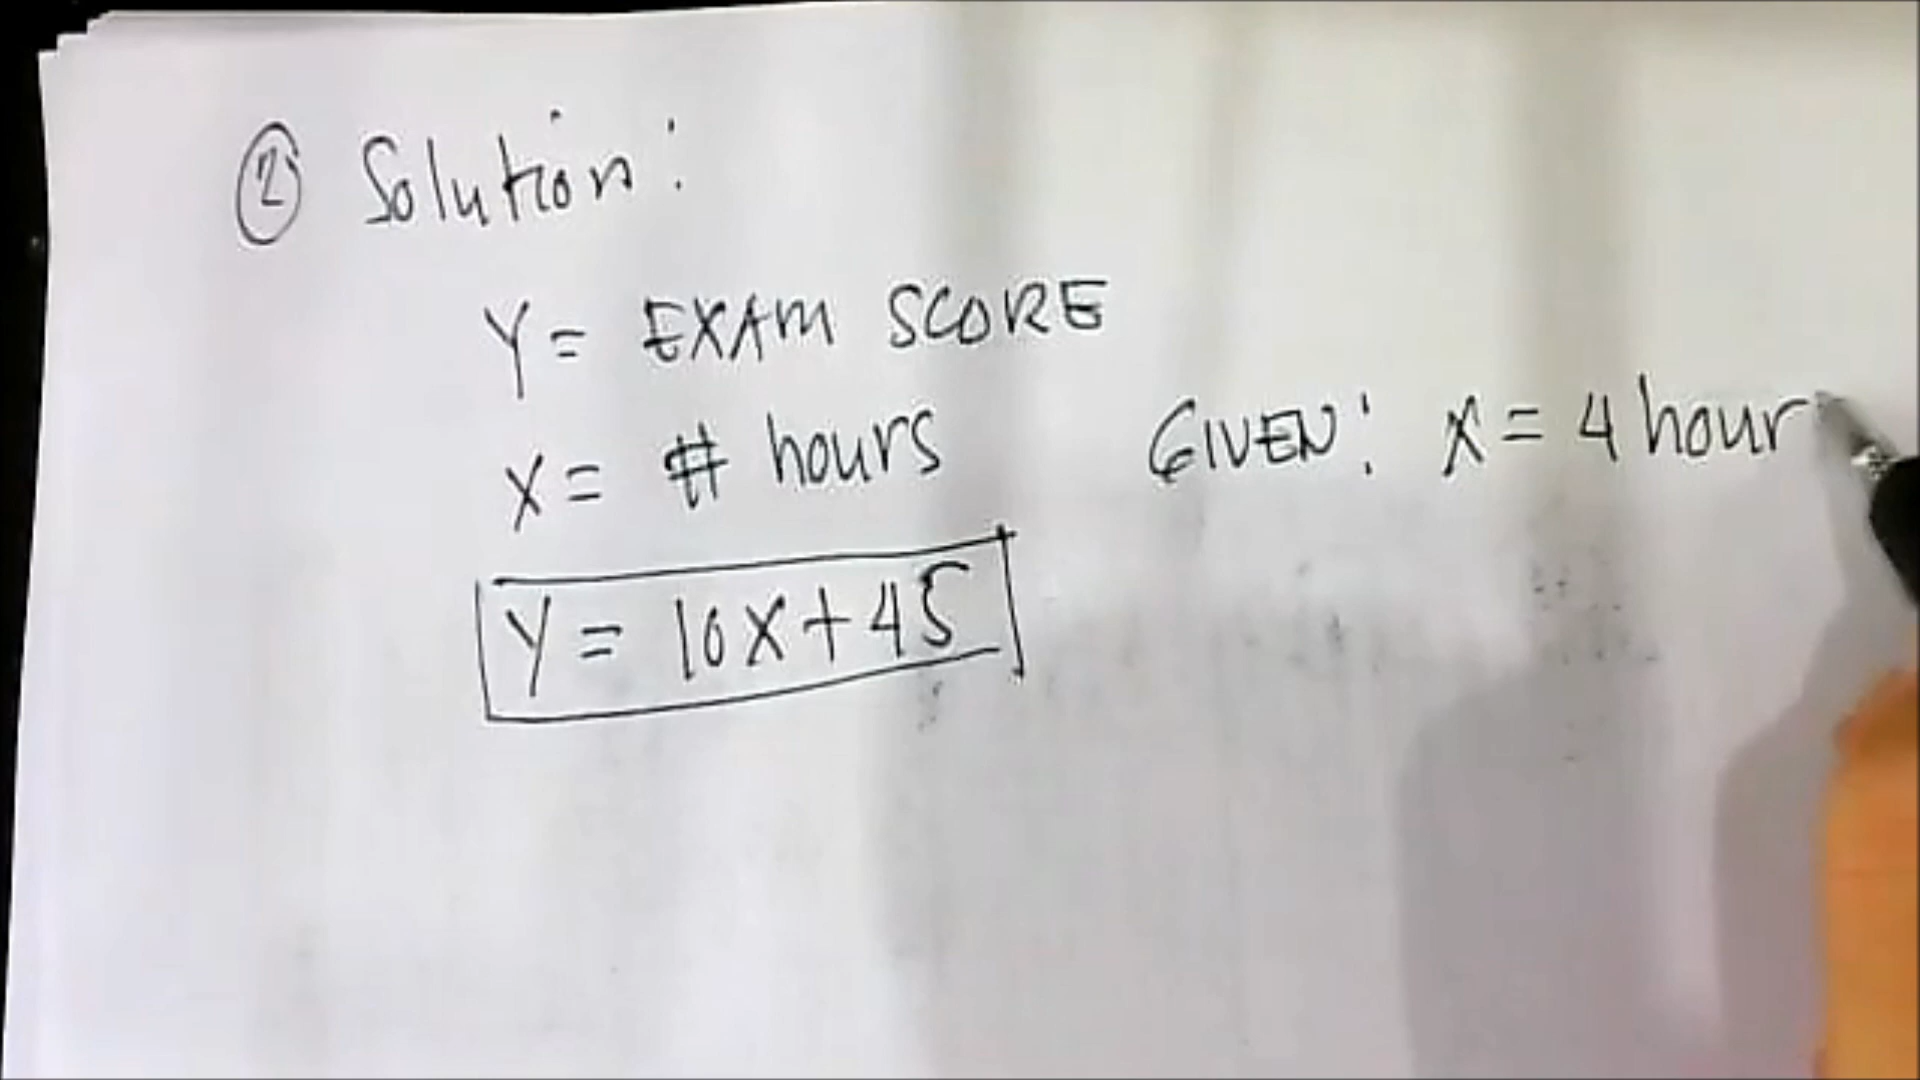 ② Solution:
Y = EXAM SCORE
X = # hours
GIVEN: X = 4 hour
Y = 10X + 45